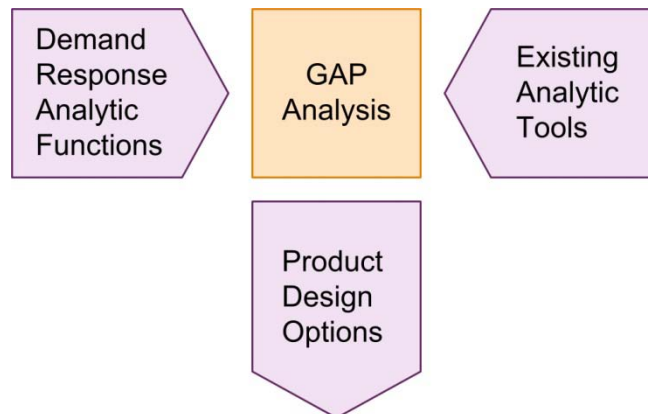 Demand
Response
Analytic
Functions
GAP
Analysis
Existing
Analytic
Tools
Product
Design
Options